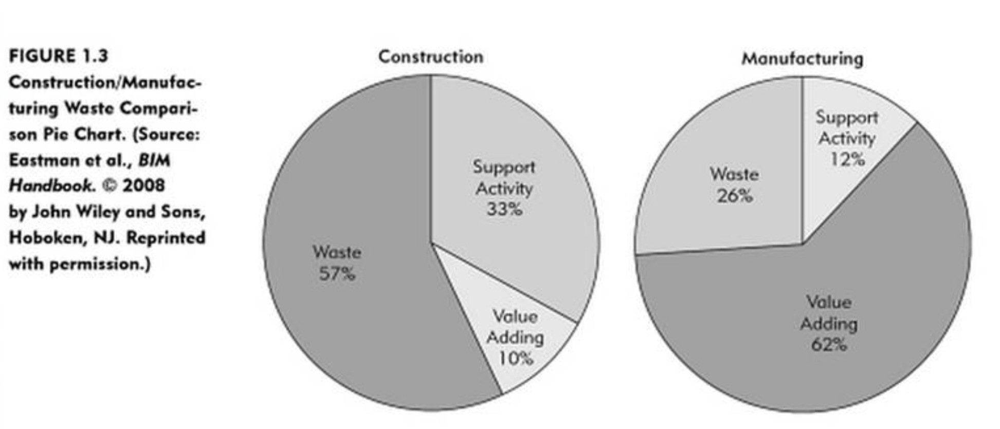 FIGURE 1.3
Construction/Manufac-
turing Waste Compari-
son Pie Chart. (Source:
Eastman et al., BIM
Handbook. © 2008
by John Wiley and Sons,
Hoboken, NJ. Reprinted
with permission.)
Construction
Support
Activity
33%
Waste
57%
Value
Adding
10%
Manufacturing
Support
Activity
12%
Waste
26%
Value
Adding
62%